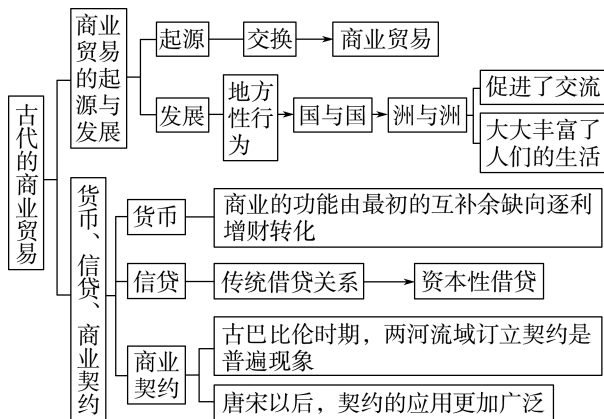 古代的商业贸易
商业
贸易
的起
源与
发展
起源
交换
商业贸易
发展
地方
性行
为
国与国
洲与洲
促进了交流
大大丰富了
人们的生活
货币、信贷、商业契约
货币
商业的功能由最初的互补余缺向逐利
增财转化
信贷
传统借贷关系
资本性借贷
商业
契约
古巴比伦时期，两河流域订立契约是
普遍现象
唐宋以后，契约的应用更加广泛